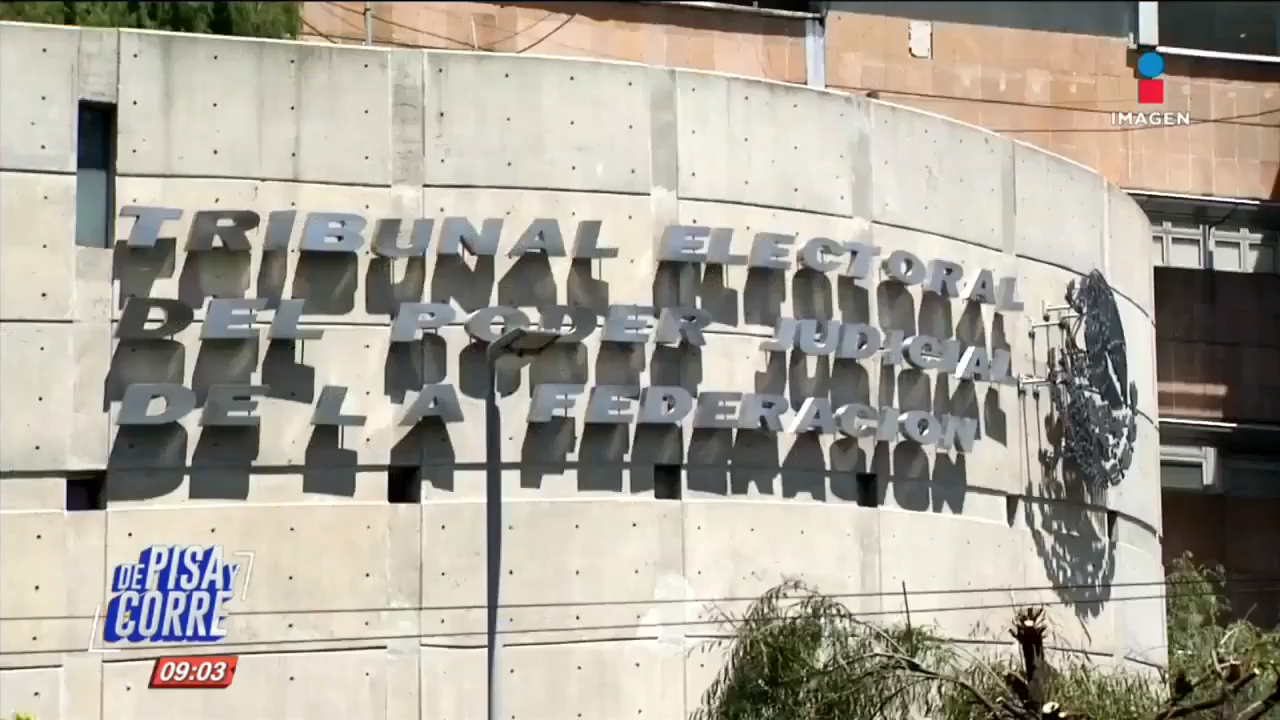 IMAGEN
TRIBUNAL ELECTORAL
DEL PODER JUDICIAL
DE LA FEDERACION
DE PISA Y
CORRE
09:03